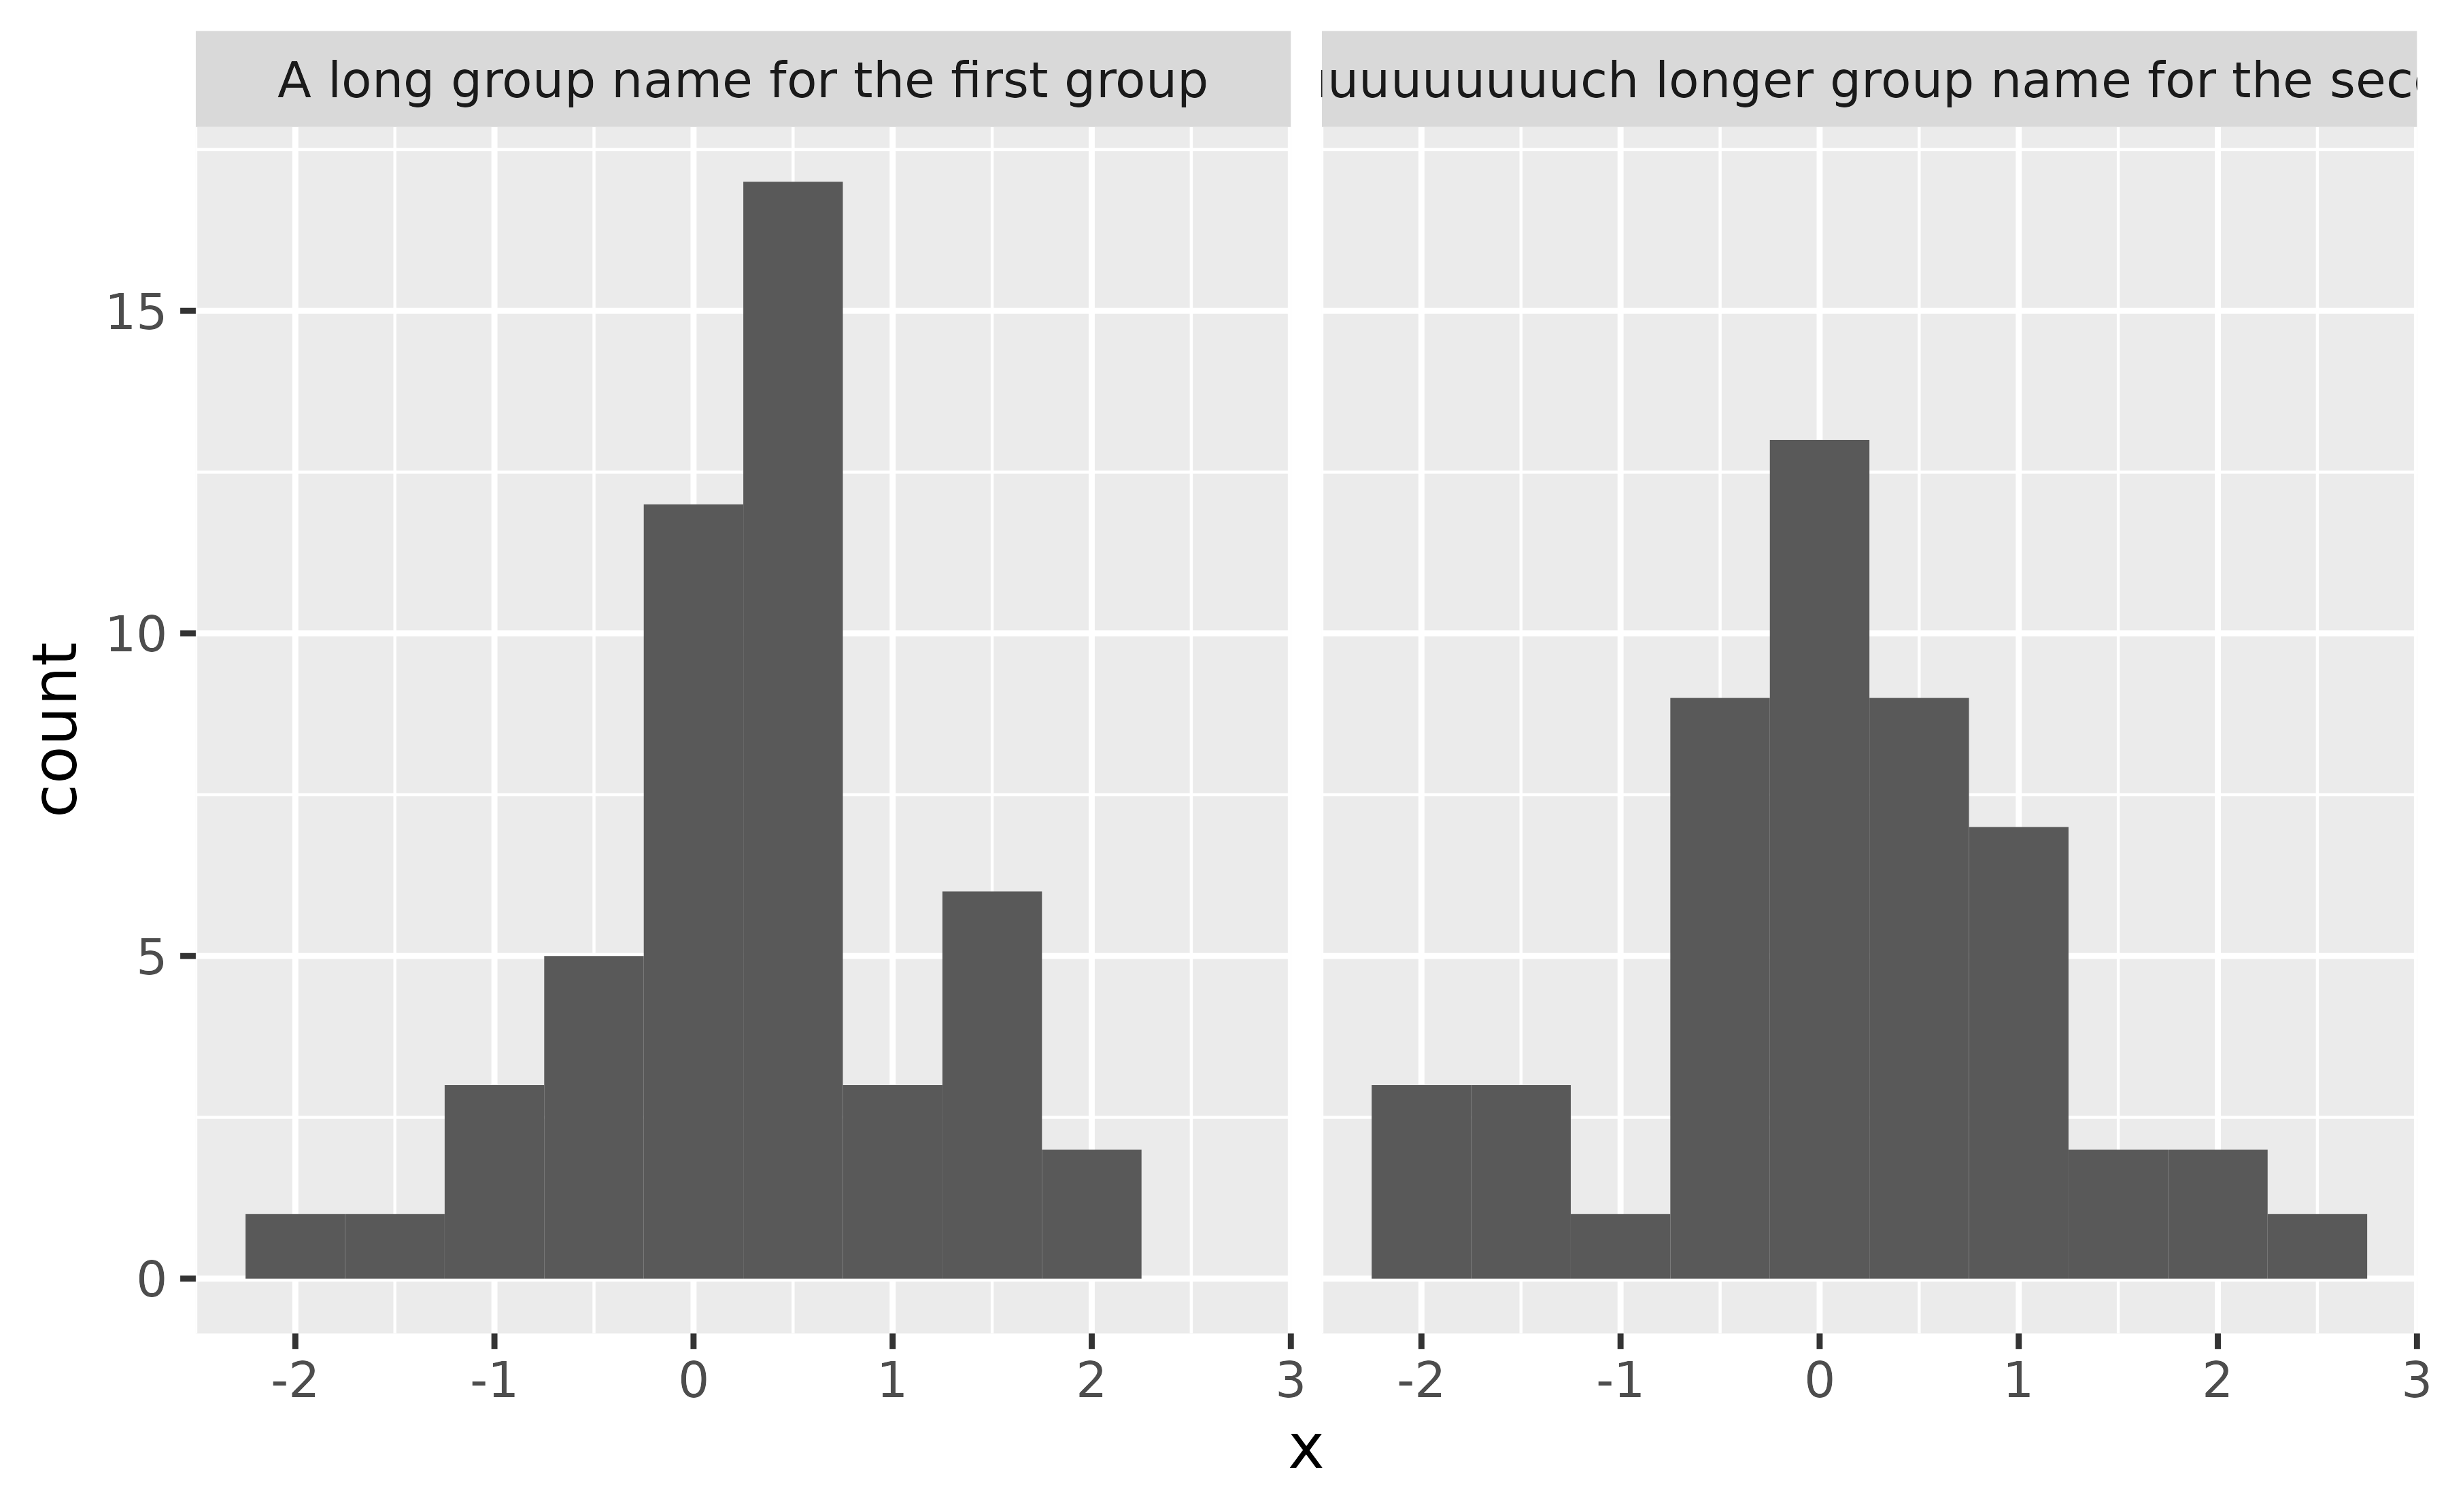 A long group name for the first group
uuuuuuuuuch longer group name for the sec
15
10
5
0
count
-2 -1 0 1 2 3
-2 -1 0 1 2 3
x